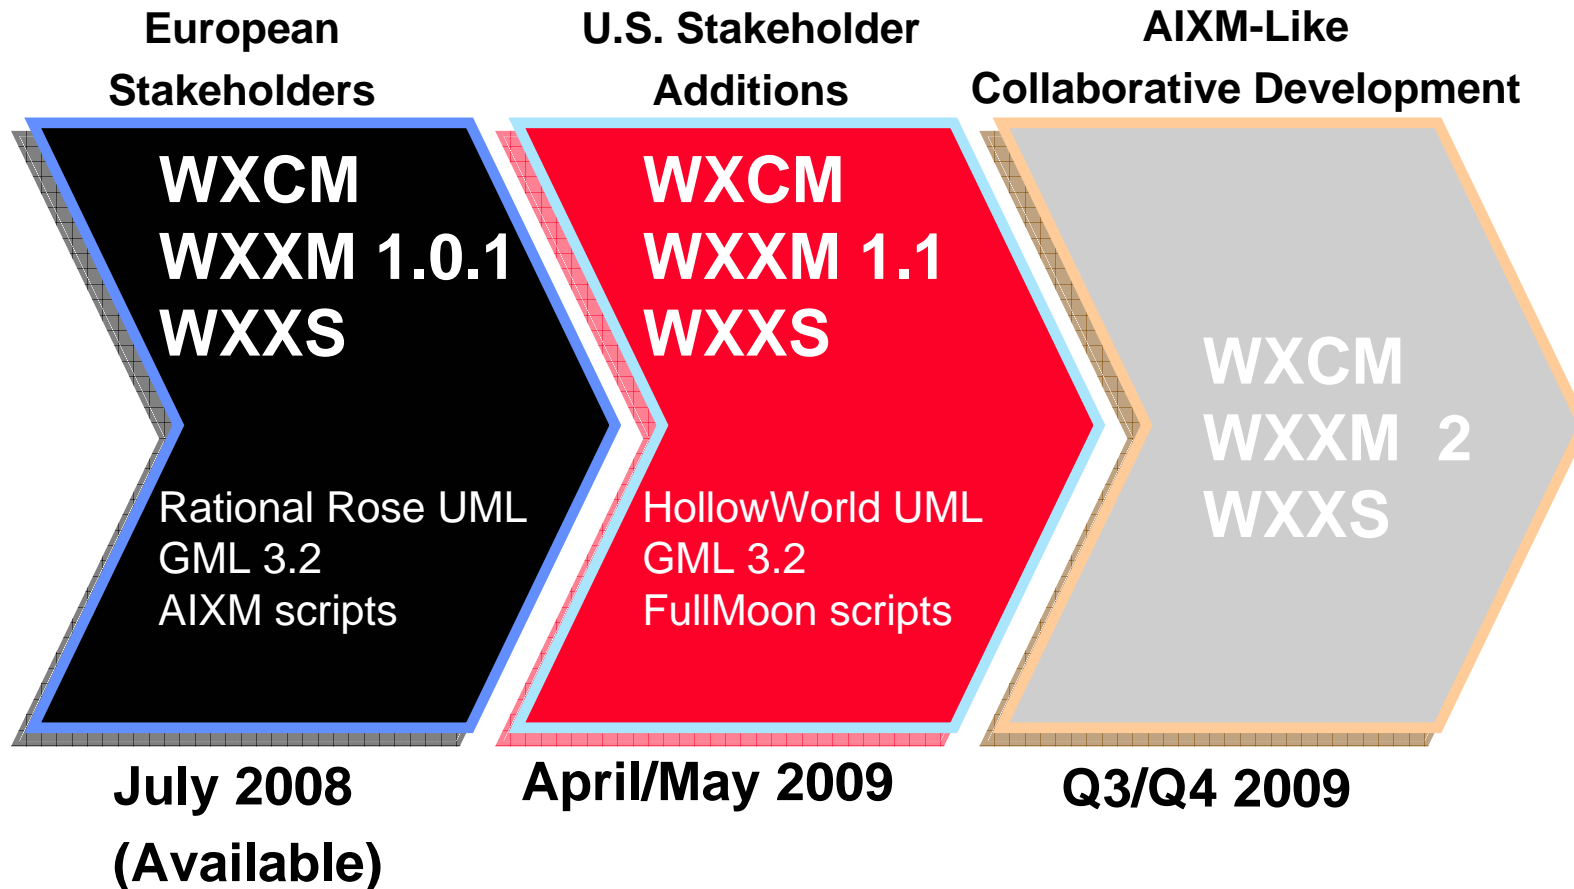 European
Stakeholders
WXCM
WXXM 1.0.1
WXXS
Rational Rose UML
GML 3.2
AIXM scripts
July 2008
(Available)
U.S. Stakeholder
Additions
WXCM
WXXM 1.1
WXXS
HollowWorld UML
GML 3.2
FullMoon scripts
April/May 2009
AIXM-Like
Collaborative Development
WXCM
WXXM 2
WXXS
Q3/Q4 2009